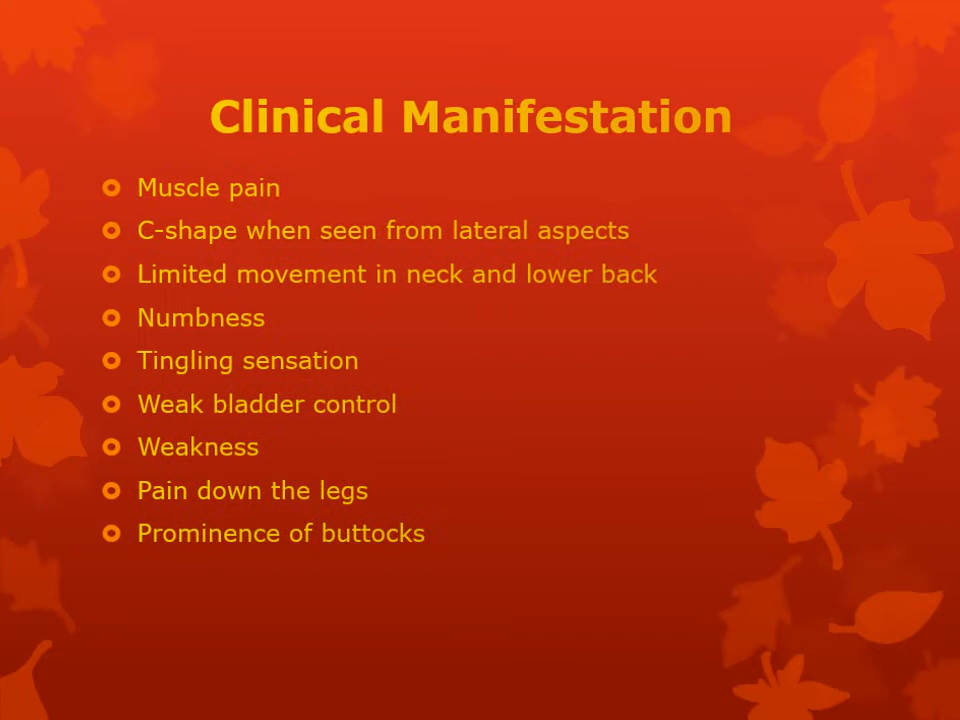 Clinical Manifestation
Muscle pain
C-shape when seen from lateral aspects
Limited movement in neck and lower back
Numbness
Tingling sensation
Weak bladder control
Weakness
Pain down the legs
Prominence of buttocks